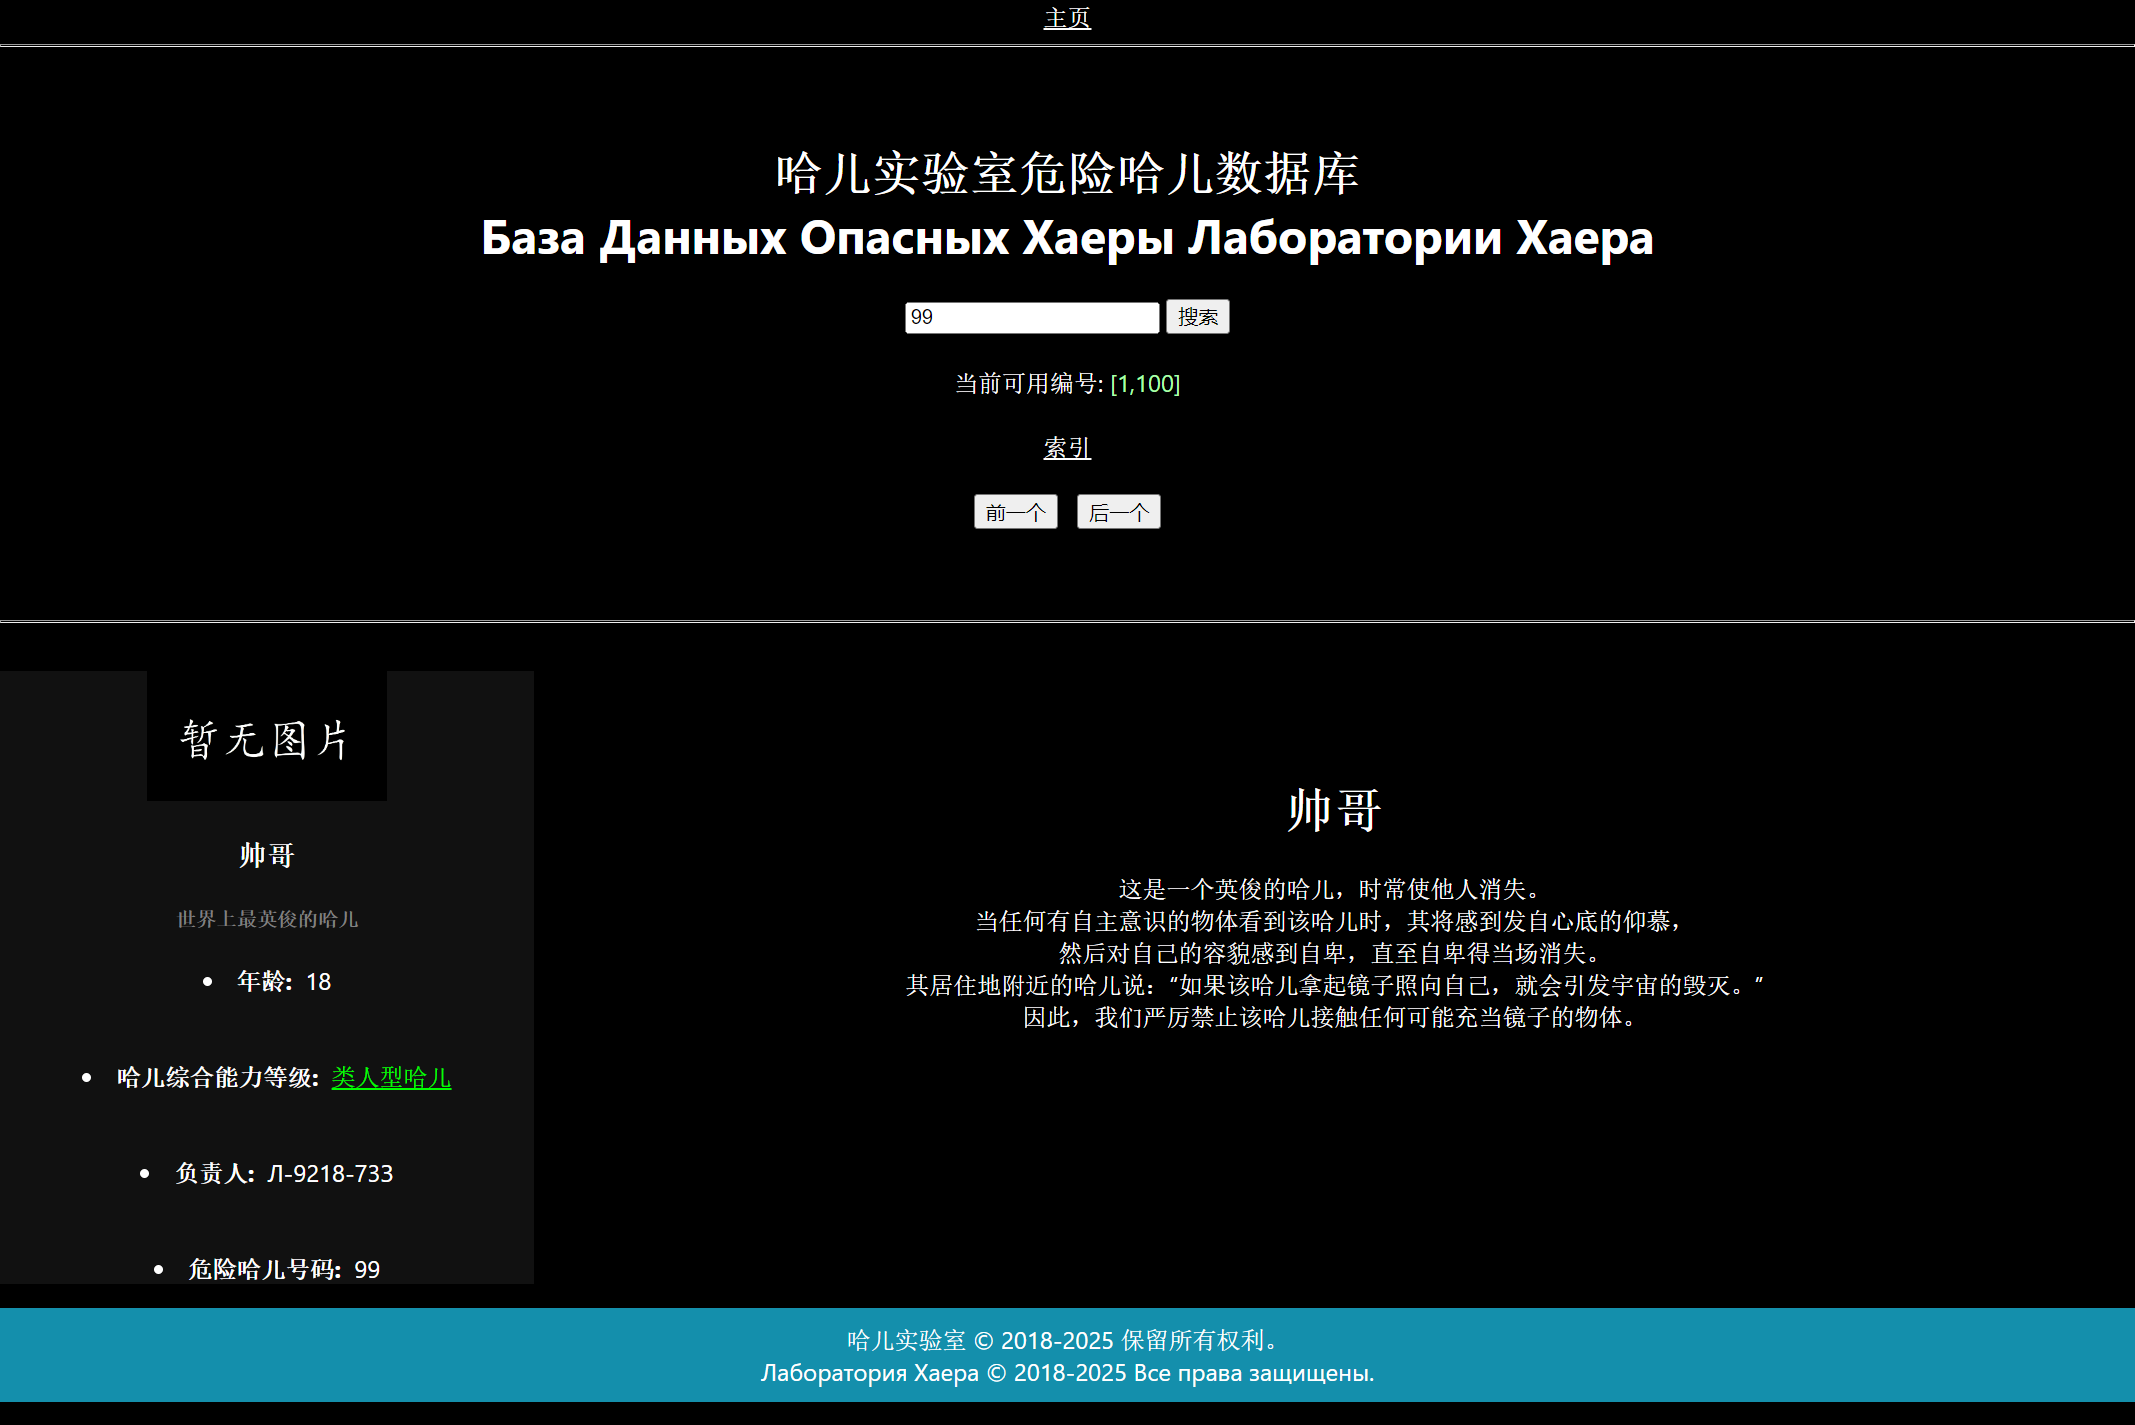 主页
哈儿实验室危险哈儿数据库
База Данных Опасных Хаеры Лаборатории Хаера
99 搜索
当前可用编号: [1,100]
索引
前一个 后一个
暂无图片
帅哥
世界上最英俊的哈儿
• 年龄: 18
• 哈儿综合能力等级: 类人型哈儿
• 负责人: Л-9218-733
• 危险哈儿号码: 99
帅哥
这是一个英俊的哈儿，时常使他人消失。
当任何有自主意识的物体看到该哈儿时，其将感到发自心底的仰慕，
然后对自己的容貌感到自卑，直至自卑得当场消失。
其居住地附近的哈儿说：“如果该哈儿拿起镜子照向自己，就会引发宇宙的毁灭。”
因此，我们严厉禁止该哈儿接触任何可能充当镜子的物体。
哈儿实验室 © 2018-2025 保留所有权利。
Лаборатория Хаера © 2018-2025 Все права защищены.